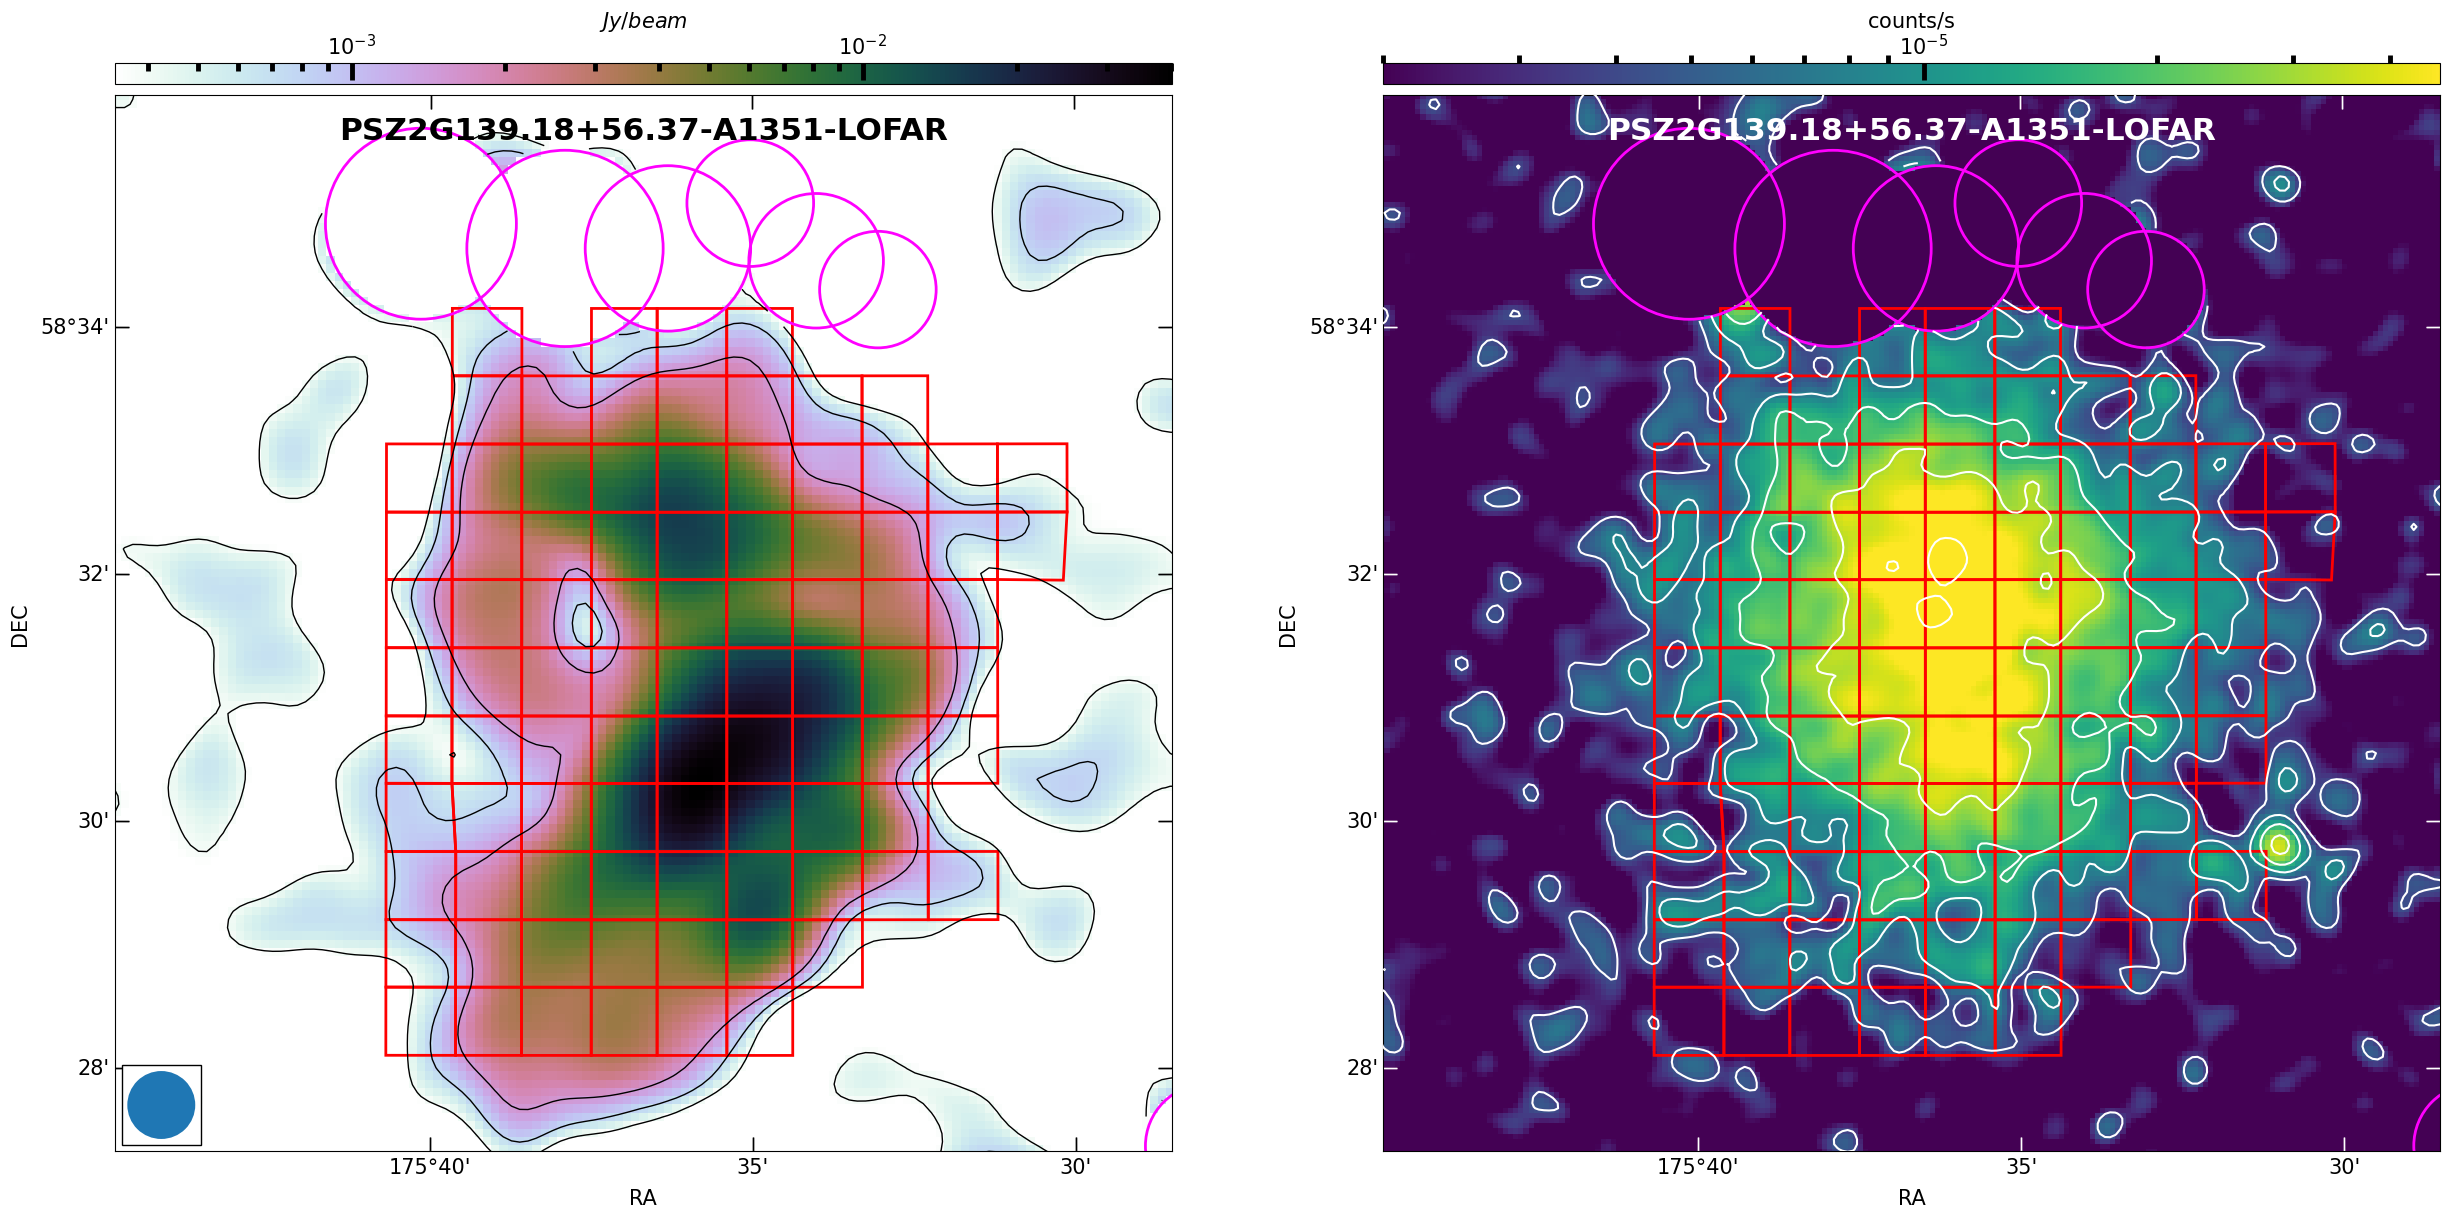 Jy/beam
10⁻³ 10⁻²
PSZ2G139.18+56.37-A1351-LOFAR
58°34'
32'
30'
28'
DEC
175°40' 35' 30'
RA
counts/s
10⁻⁵
PSZ2G139.18+56.37-A1351-LOFAR
58°34'
32'
30'
28'
DEC
175°40' 35' 30'
RA